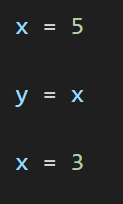 x = 5
y = x
x = 3